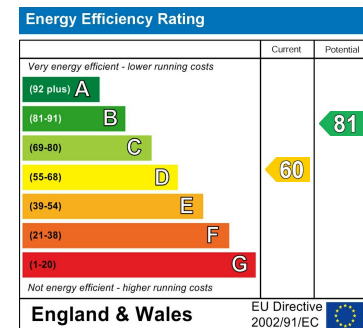 Energy Efficiency Rating
Current Potential
Very energy efficient - lower running costs
(92 plus) A
(81-91) B
81
(69-80) C
(55-68) D
60
(39-54) E
(21-38) F
(1-20) G
Not energy efficient - higher running costs
England & Wales
EU Directive
2002/91/EC